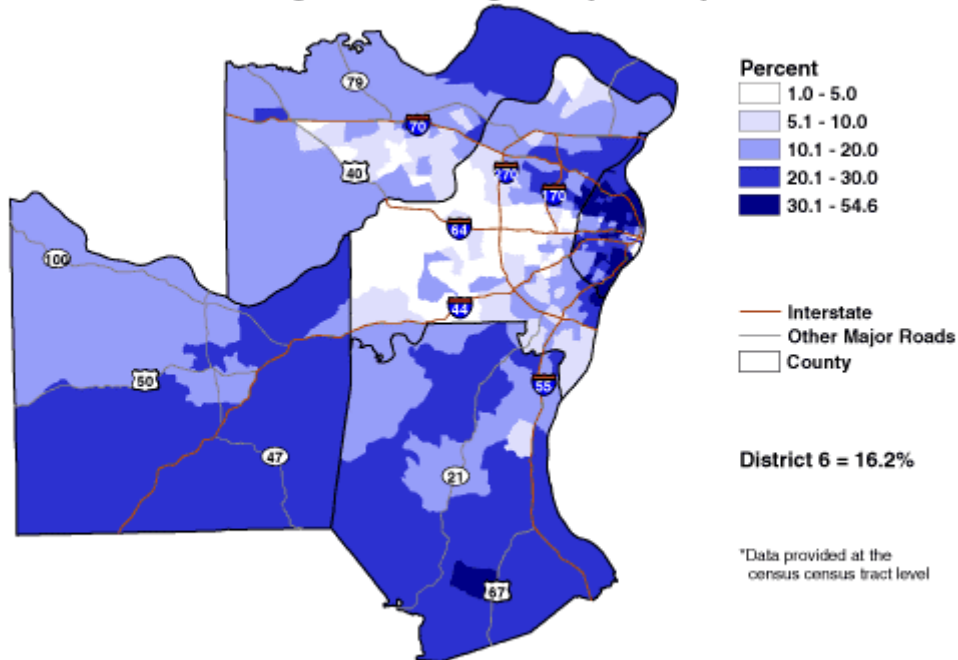 Percent
1.0 - 5.0
5.1 - 10.0
10.1 - 20.0
20.1 - 30.0
30.1 - 54.6
Interstate
Other Major Roads
County
District 6 = 16.2%
*Data provided at the
census census tract level
79
70
40
270
170
64
100
44
50
55
47
21
67